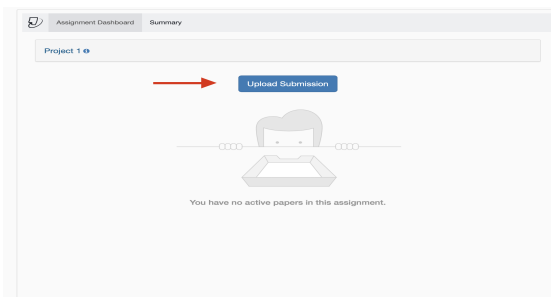 Assignment Dashboard Summary
Project 1
Upload Submission
You have no active papers in this assignment.